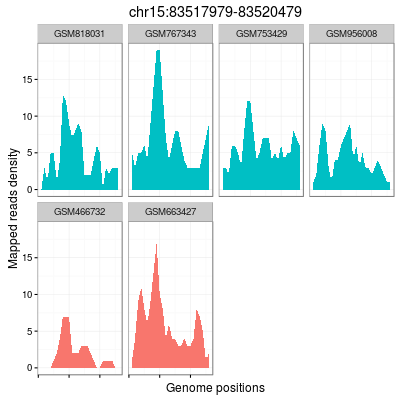 chr15:83517979-83520479
GSM818031 GSM767343 GSM753429 GSM956008
15
10
5
0
GSM466732 GSM663427
15
10
5
0
Mapped reads density
Genome positions